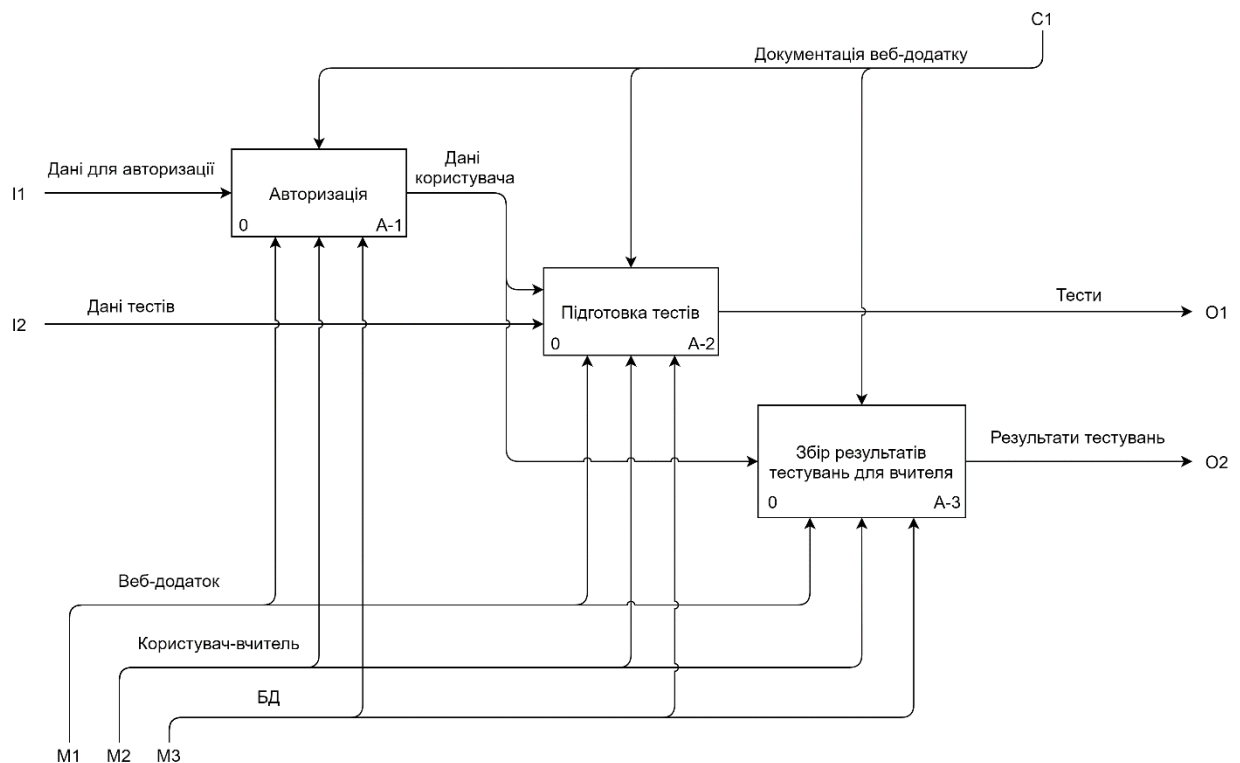 C1
Документація веб-додатку
Дані для авторизації
Дані
користувача
I1
Авторизація
0
А-1
I2
Дані тестів
Підготовка тестів
0
А-2
Тести
O1
Збір результатів
тестувань для вчителя
0
А-3
Результати тестувань
O2
Веб-додаток
Користувач-вчитель
БД
M1
M2
M3